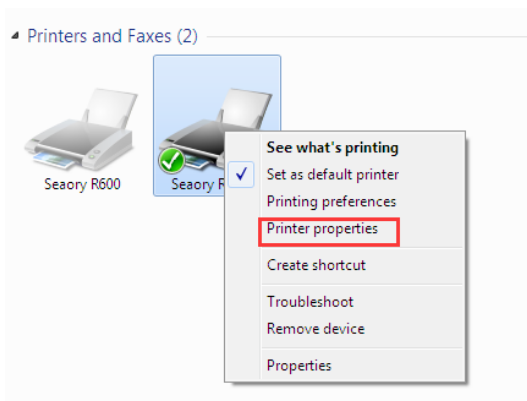 Printers and Faxes (2)
Seaory R600
Seaory R
See what's printing
Set as default printer
Printing preferences
Printer properties
Create shortcut
Troubleshoot
Remove device
Properties